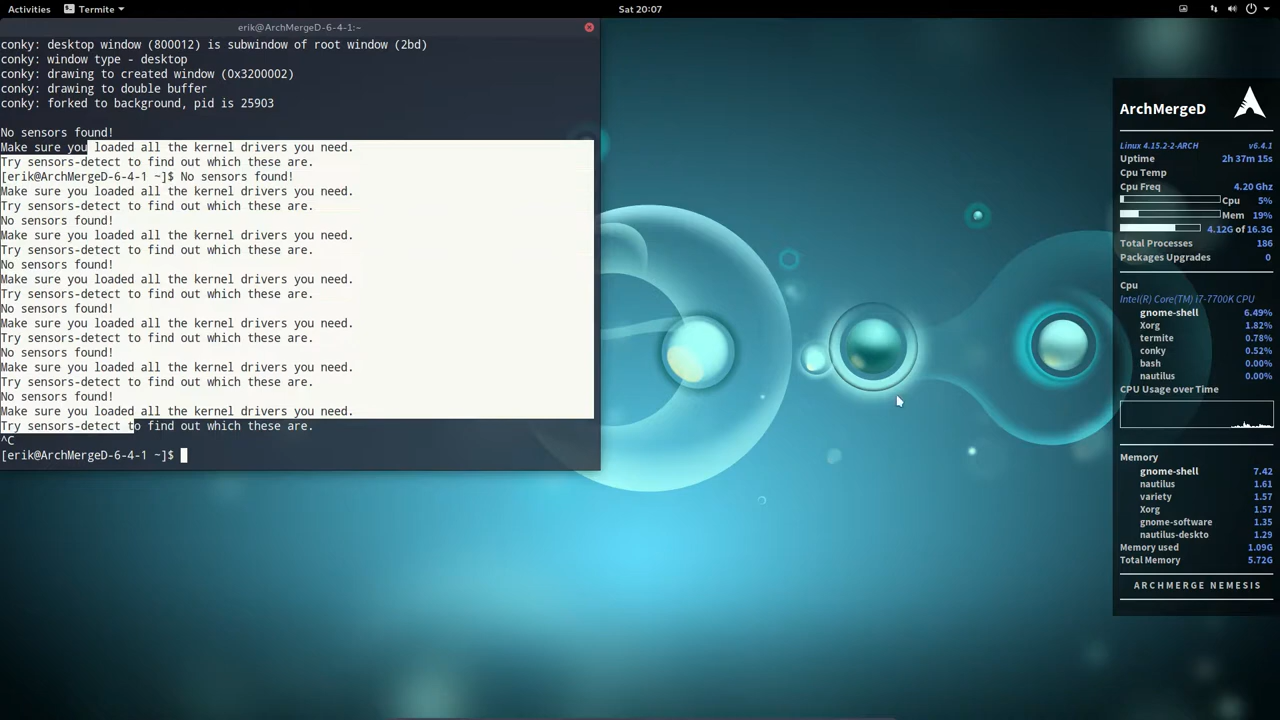 Activities
Termite
Sat 20:07
erik@ArchMergeD-6-4-1:~
conky: desktop window (800012) is subwindow of root window (2bd)
conky: window type - desktop
conky: drawing to created window (0x3200002)
conky: drawing to double buffer
conky: forked to background, pid is 25903
No sensors found!
Make sure you loaded all the kernel drivers you need.
Try sensors-detect to find out which these are.
[erik@ArchMergeD-6-4-1 ~]$ No sensors found!
Make sure you loaded all the kernel drivers you need.
Try sensors-detect to find out which these are.
No sensors found!
Make sure you loaded all the kernel drivers you need.
Try sensors-detect to find out which these are.
No sensors found!
Make sure you loaded all the kernel drivers you need.
Try sensors-detect to find out which these are.
No sensors found!
Make sure you loaded all the kernel drivers you need.
Try sensors-detect to find out which these are.
No sensors found!
Make sure you loaded all the kernel drivers you need.
Try sensors-detect to find out which these are.
No sensors found!
Make sure you loaded all the kernel drivers you need.
Try sensors-detect to find out which these are.
^C
[erik@ArchMergeD-6-4-1 ~]$
ArchMergeD
Linux 4.15.2-2-ARCH v6.4.1
Uptime 2h 37m 15s
Cpu Temp
Cpu Freq 4.20 Ghz
Cpu 5%
Mem 19%
4.12G of 16.3G
Total Processes 186
Packages Upgrades 0
Cpu
Intel(R) Core(TM) i7-7700K CPU
gnome-shell 6.49%
Xorg 1.82%
termite 0.78%
conky 0.52%
bash 0.00%
nautilus 0.00%
CPU Usage over Time
Memory
gnome-shell 7.42
nautilus 1.61
variety 1.57
Xorg 1.57
gnome-software 1.35
nautilus-deskto 1.29
Memory used 1.09G
Total Memory 5.72G
ARCHMERGE NEMESIS